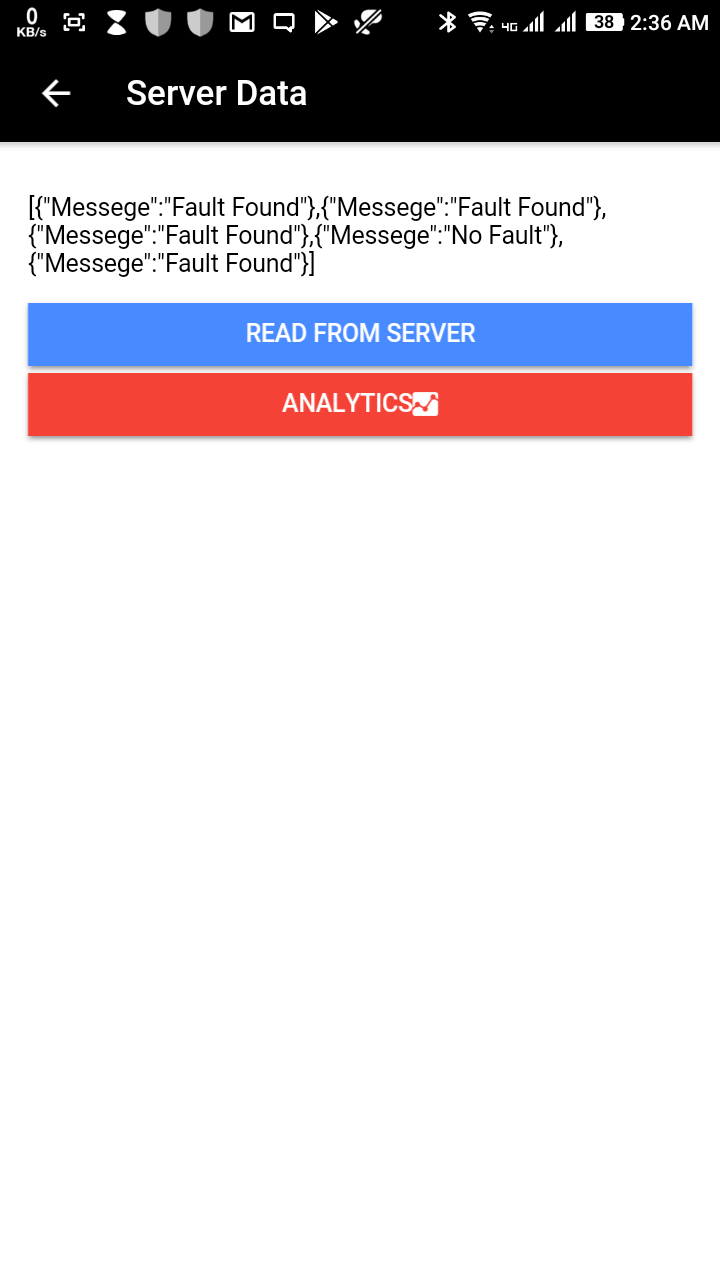 0
KB/s
4G
38
2:36 AM
Server Data
[{"Messege":"Fault Found"},{"Messege":"Fault Found"},
{"Messege":"Fault Found"},{"Messege":"No Fault"},
{"Messege":"Fault Found"}]
READ FROM SERVER
ANALYTICS